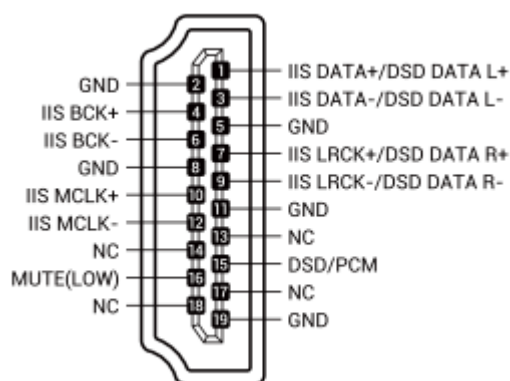 1 IIS DATA+/DSD DATA L+
GND 2
3 IIS DATA-/DSD DATA L-
IIS BCK+ 4
5 GND
IIS BCK- 6
7 IIS LRCK+/DSD DATA R+
GND 8
9 IIS LRCK-/DSD DATA R-
IIS MCLK+ 10
11 GND
IIS MCLK- 12
13 NC
NC 14
15 DSD/PCM
MUTE(LOW) 16
17 NC
NC 18
19 GND